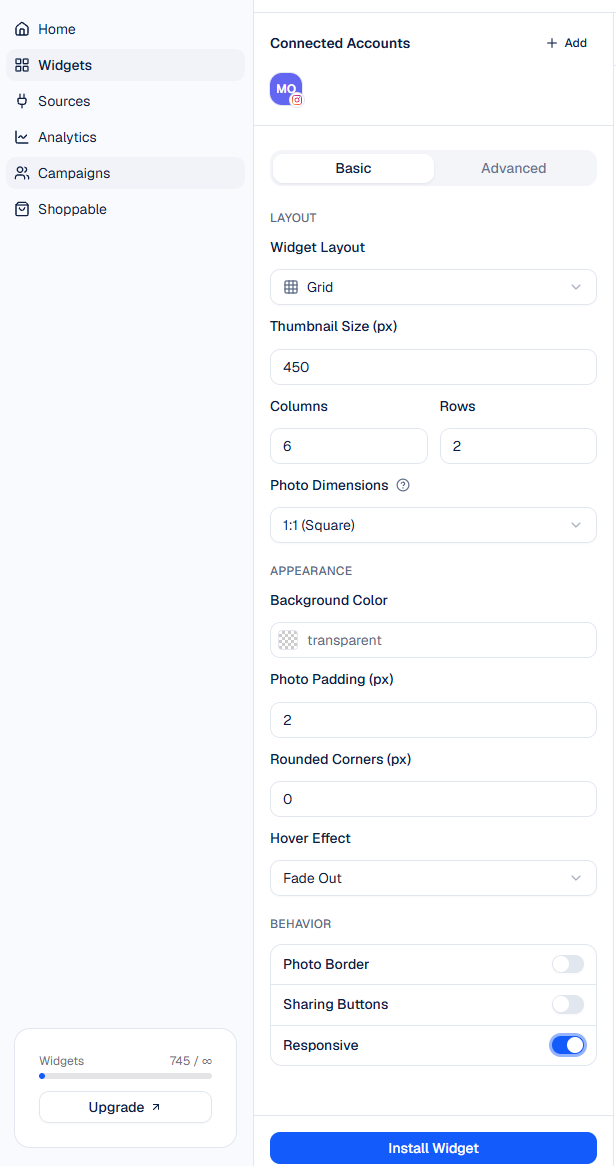 Home
Widgets
Sources
Analytics
Campaigns
Shoppable
Widgets 745 / ∞
Upgrade
Connected Accounts
Add
MO
Basic Advanced
LAYOUT
Widget Layout
Grid
Thumbnail Size (px)
450
Columns Rows
6 2
Photo Dimensions ?
1:1 (Square)
APPEARANCE
Background Color
transparent
Photo Padding (px)
2
Rounded Corners (px)
0
Hover Effect
Fade Out
BEHAVIOR
Photo Border
Sharing Buttons
Responsive
Install Widget